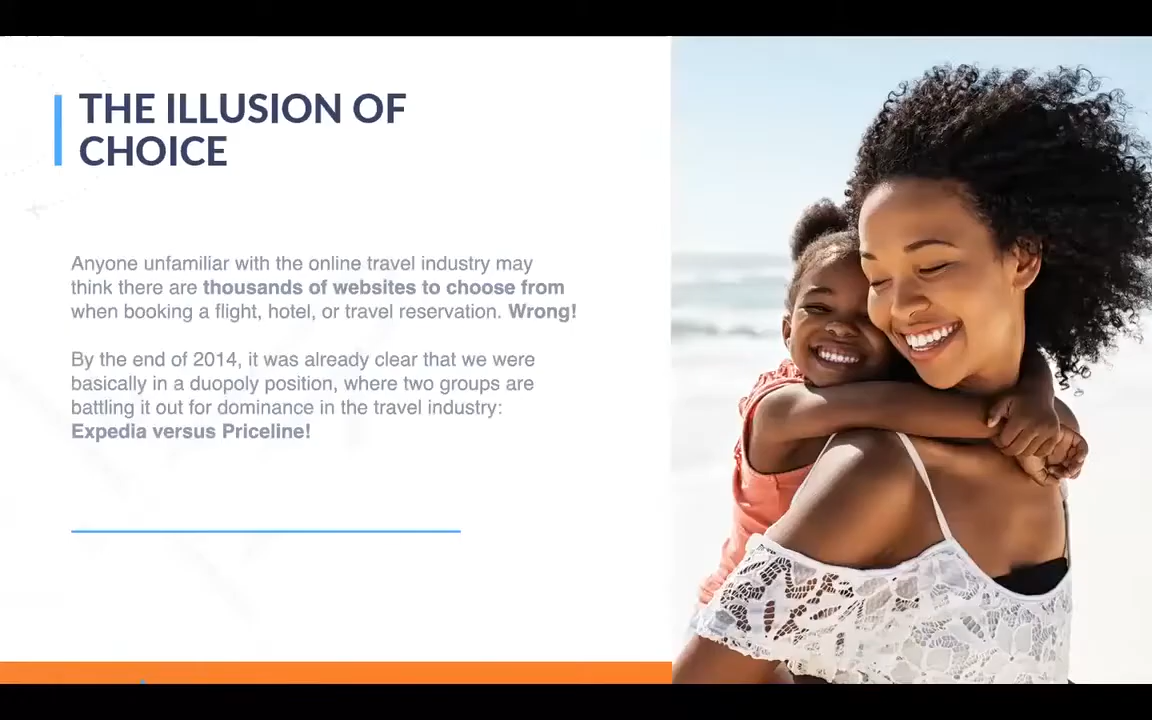 THE ILLUSION OF
CHOICE
Anyone unfamiliar with the online travel industry may
think there are thousands of websites to choose from
when booking a flight, hotel, or travel reservation. Wrong!
By the end of 2014, it was already clear that we were
basically in a duopoly position, where two groups are
battling it out for dominance in the travel industry:
Expedia versus Priceline!